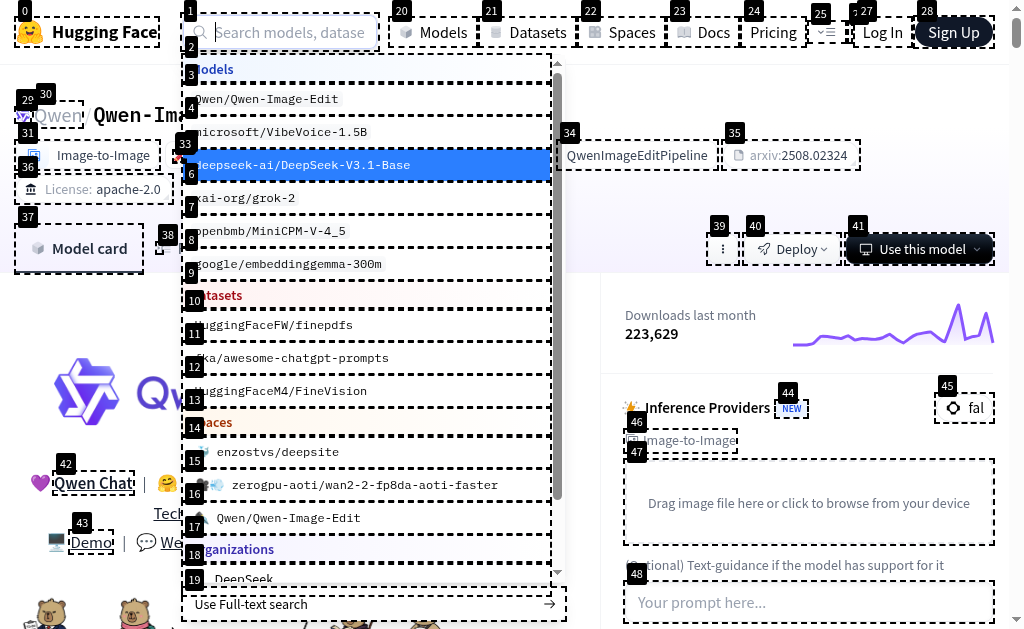 Hugging Face
Search models, datase
Models
Datasets
Spaces
Docs
Pricing
Log In
Sign Up
Models
Qwen/Qwen-Image-Edit
microsoft/VibeVoice-1.5B
deepseek-ai/DeepSeek-V3.1-Base
xai-org/grok-2
openbmb/MiniCPM-V-4_5
google/embeddinggemma-300m
Datasets
HuggingFaceFW/finepdfs
fka/awesome-chatgpt-prompts
HuggingFaceM4/FineVision
Spaces
enzostvs/deepsite
zerogpu-aoti/wan2-2-fp8da-aoti-faster
Qwen/Qwen-Image-Edit
Organizations
DeepSeek
Use Full-text search
Qwen/Qwen-Ima
Image-to-Image
QwenImageEditPipeline
arxiv:2508.02324
License: apache-2.0
Model card
Deploy
Use this model
Downloads last month
223,629
Qw
Inference Providers NEW
fal
Image-to-Image
Drag image file here or click to browse from your device
(Optional) Text-guidance if the model has support for it
Your prompt here...
Qwen Chat |
Tech
Demo | We
0
1
2
3
4
6
7
8
9
10
11
12
13
14
15
16
17
18
19
20
21
22
23
24
25
27
28
29
30
31
33
34
35
36
37
38
39
40
41
42
43
44
45
46
47
48